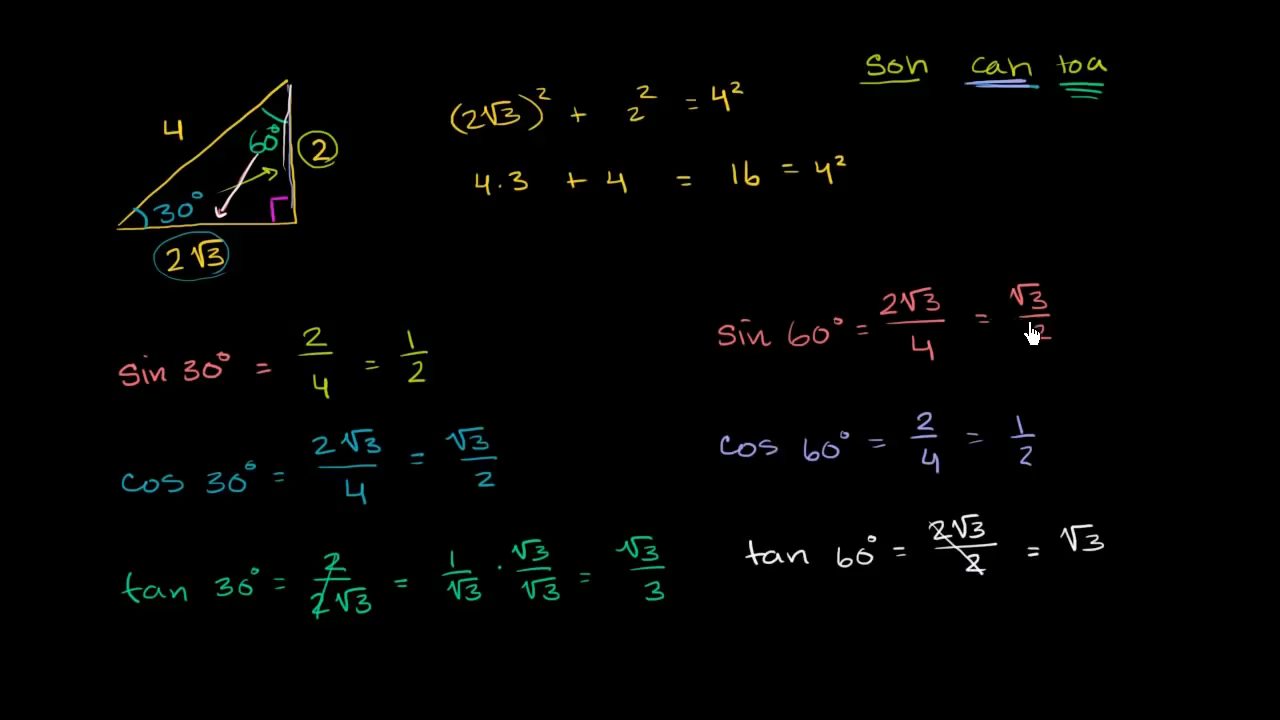 soh cah toa
(2√3)² + 2² = 4²
4·3 + 4 = 16 = 4²
4
60°
2
30°
2√3
sin 30° = 2/4 = 1/2
cos 30° = 2√3/4 = √3/2
tan 30° = 2/2√3 = 1/√3 · √3/√3 = √3/3
sin 60° = 2√3/4 = √3/2
cos 60° = 2/4 = 1/2
tan 60° = 2√3/2 = √3